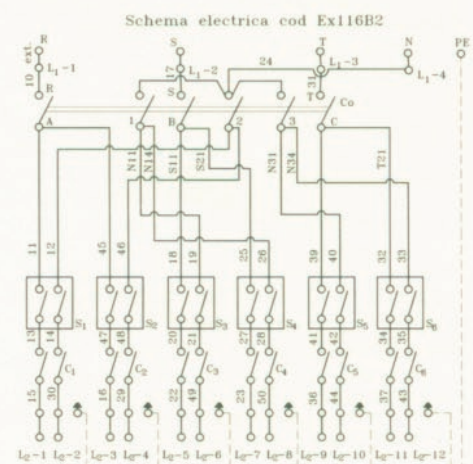 Schema electrica cod Ex116B2
R S T N PE
10 ext. L₁-1 17 L₁-2 24 L₁-3 31 L₁-4
R S T Co
A 1 B 2 3 C
N11 N14 S11 S21 N31 N34 T21
11 12 45 46 18 19 25 26 39 40 32 33
S₁ S₂ S₃ S₄ S₅ S₆
13 14 47 48 20 21 27 28 41 42 34 35
C₁ C₂ C₃ C₄ C₅ C₆
15 30 16 29 22 49 23 50 36 44 37 43
L₂-1 L₂-2 L₂-3 L₂-4 L₂-5 L₂-6 L₂-7 L₂-8 L₂-9 L₂-10 L₂-11 L₂-12